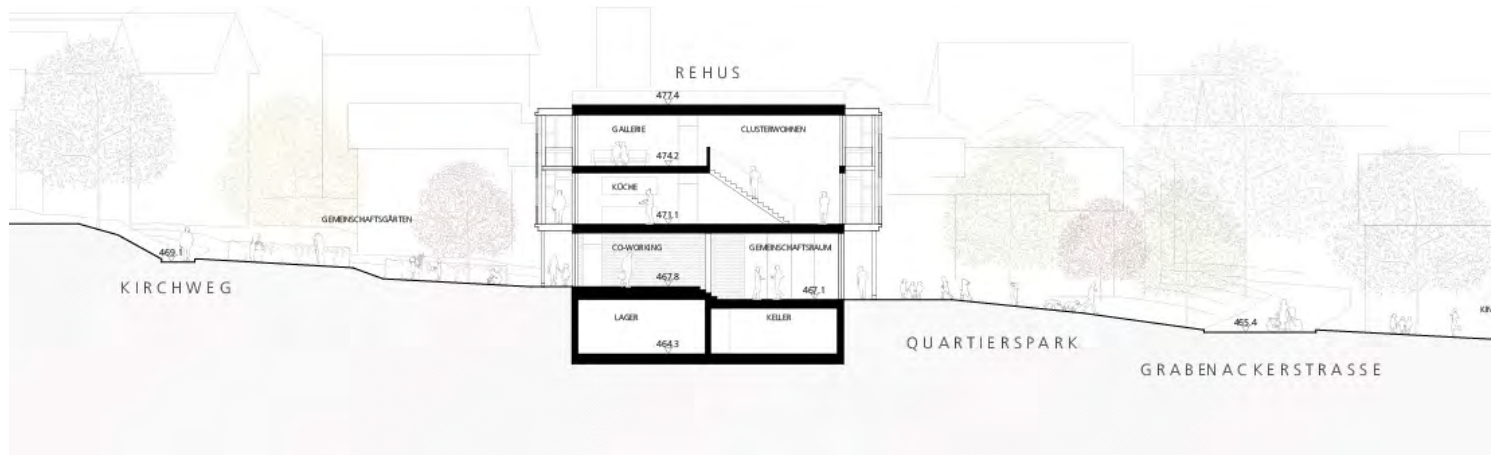 REHUS
477.4
GALLERIE
CLUSTERWOHNEN
474.2
KÜCHE
GEMEINSCHAFTSGÄRTEN
471.1
CO-WORKING
GEMEINSCHAFTSRAUM
469.1
467.8
KIRCHWEG
467.1
LAGER
KELLER
465.4
KIN
464.3
QUARTIERSPARK
GRABENACKERSTRASSE